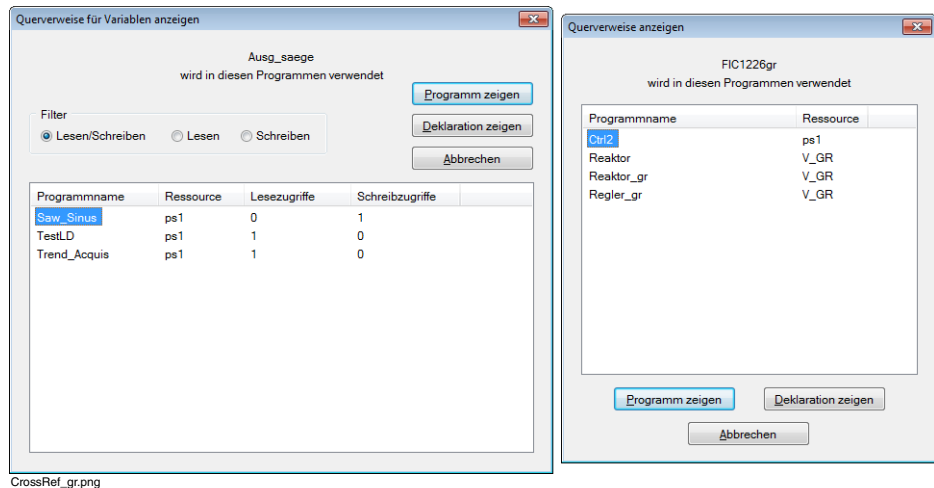 Querverweise für Variablen anzeigen
Ausg_saege
wird in diesen Programmen verwendet
Programm zeigen
Filter
Lesen/Schreiben Lesen Schreiben
Deklaration zeigen
Abbrechen
Programmname Ressource Lesezugriffe Schreibzugriffe
Saw_Sinus ps1 0 1
TestLD ps1 1 0
Trend_Acquis ps1 1 0
Querverweise anzeigen
FIC1226gr
wird in diesen Programmen verwendet
Programmname Ressource
Ctrl2 ps1
Reaktor V_GR
Reaktor_gr V_GR
Regler_gr V_GR
Programm zeigen Deklaration zeigen
Abbrechen
CrossRef_gr.png